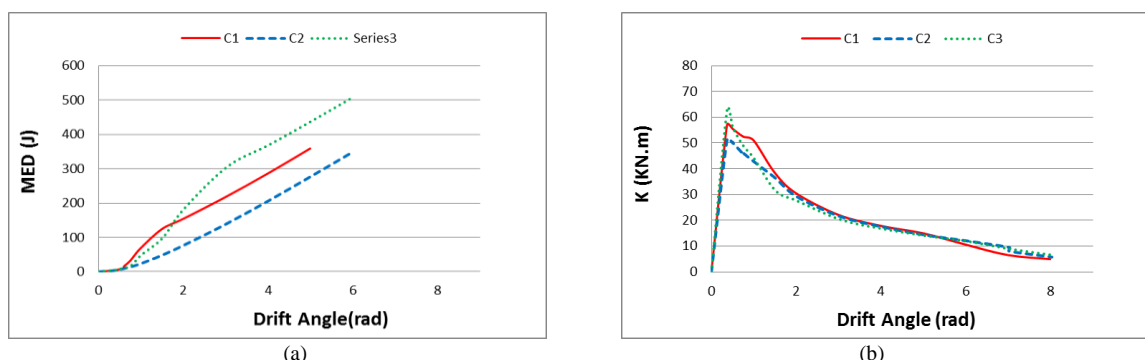 C1 C2 Series3
600
500
400
300
200
100
0
MED (J)
0 2 4 6 8
Drift Angle(rad)
(a)
C1 C2 C3
80
70
60
50
40
30
20
10
0
K (KN.m)
0 2 4 6 8
Drift Angle (rad)
(b)